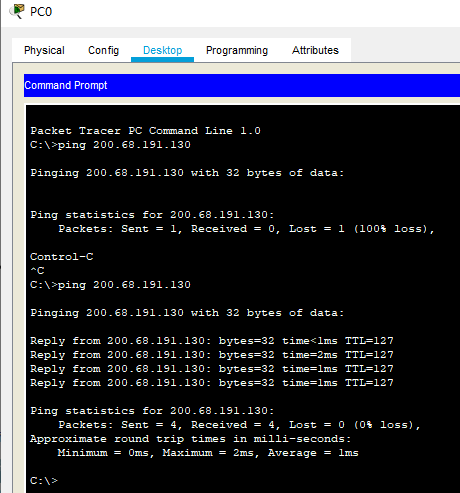 PC0
Physical Config Desktop Programming Attributes
Command Prompt
Packet Tracer PC Command Line 1.0
C:\>ping 200.68.191.130
Pinging 200.68.191.130 with 32 bytes of data:
Ping statistics for 200.68.191.130:
Packets: Sent = 1, Received = 0, Lost = 1 (100% loss),
Control-C
^C
C:\>ping 200.68.191.130
Pinging 200.68.191.130 with 32 bytes of data:
Reply from 200.68.191.130: bytes=32 time<1ms TTL=127
Reply from 200.68.191.130: bytes=32 time=2ms TTL=127
Reply from 200.68.191.130: bytes=32 time=1ms TTL=127
Reply from 200.68.191.130: bytes=32 time=1ms TTL=127
Ping statistics for 200.68.191.130:
Packets: Sent = 4, Received = 4, Lost = 0 (0% loss),
Approximate round trip times in milli-seconds:
Minimum = 0ms, Maximum = 2ms, Average = 1ms
C:\>